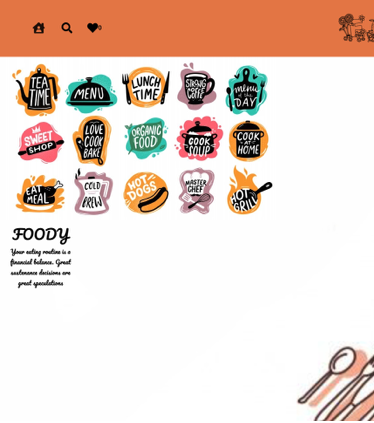 0
TEA TIME
MENU
LUNCH TIME
STRONG COFFE
menu of the DAY
SWEET SHOP
LOVE COOK BAKE
ORGANIC FOOD
COOK SOUP
COOK AT HOME
EAT MEAL
COLD BREW
HOT DOGS
MASTER CHEF
HOT GRILL
FOODY
Your eating routine is a
financial balance. Great
sustenance decisions are
great speculations